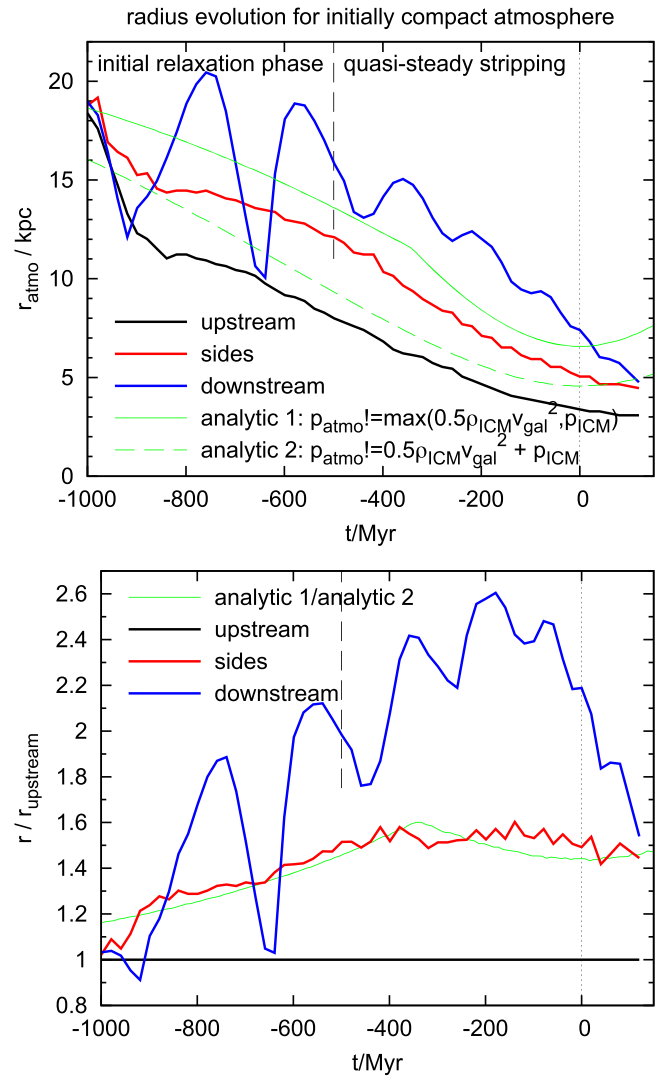 radius evolution for initially compact atmosphere
initial relaxation phase quasi-steady stripping
20
15
10
5
0
r_atmo / kpc
upstream
sides
downstream
analytic 1: p_atmo!=max(0.5ρ_ICM v_gal^2,p_ICM)
analytic 2: p_atmo!=0.5ρ_ICM v_gal^2 + p_ICM
-1000 -800 -600 -400 -200 0
t/Myr
2.6
2.4
2.2
2
1.8
1.6
1.4
1.2
1
0.8
r / r_upstream
analytic 1/analytic 2
upstream
sides
downstream
-1000 -800 -600 -400 -200 0
t/Myr